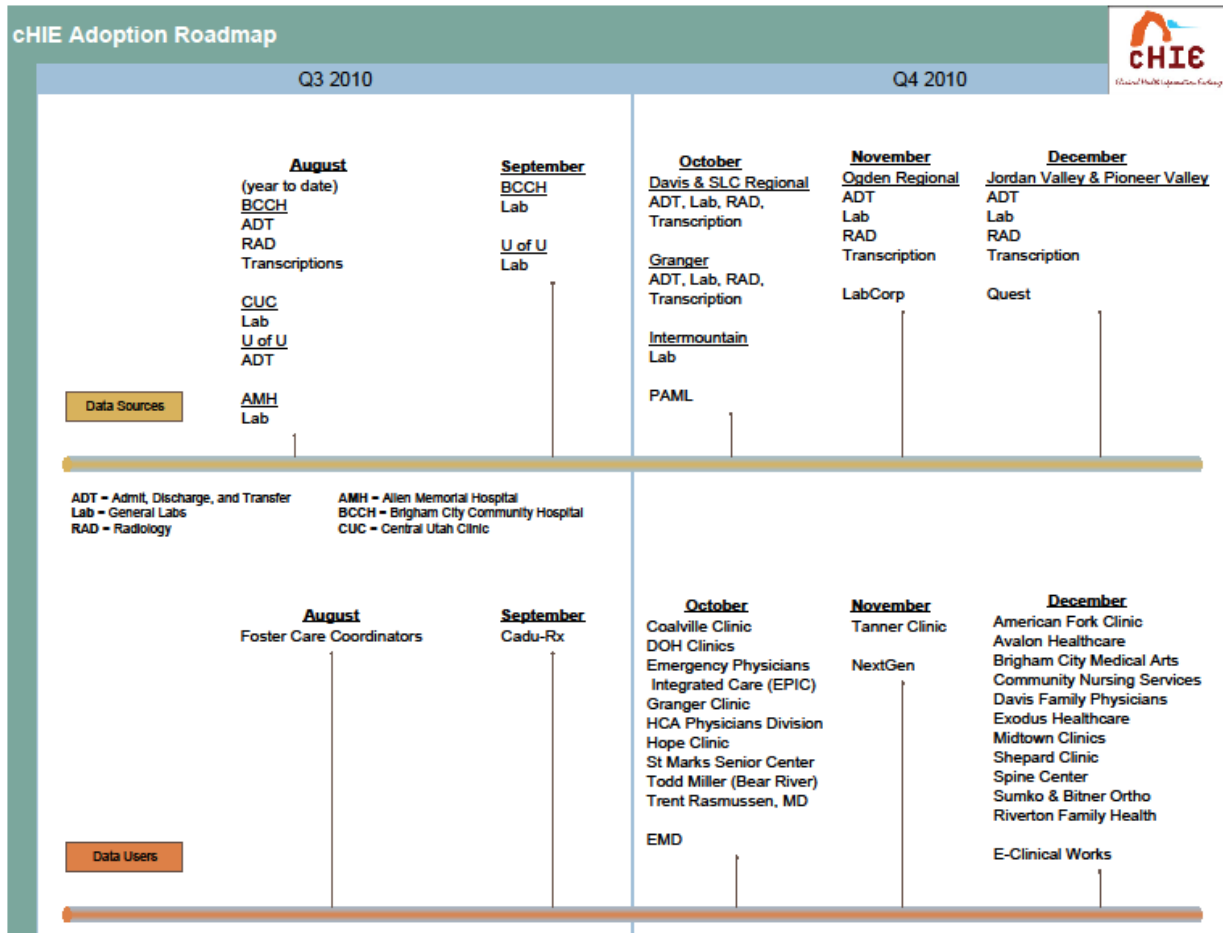 cHIE Adoption Roadmap
cHIE
Clinical Health Information Exchange
Q3 2010
Q4 2010
August
(year to date)
BCCH
ADT
RAD
Transcriptions
CUC
Lab
U of U
ADT
AMH
Lab
September
BCCH
Lab
U of U
Lab
October
Davis & SLC Regional
ADT, Lab, RAD,
Transcription
Granger
ADT, Lab, RAD,
Transcription
Intermountain
Lab
PAML
November
Ogden Regional
ADT
Lab
RAD
Transcription
LabCorp
December
Jordan Valley & Pioneer Valley
ADT
Lab
RAD
Transcription
Quest
Data Sources
ADT = Admit, Discharge, and Transfer
Lab = General Labs
RAD = Radiology
AMH = Allen Memorial Hospital
BCCH = Brigham City Community Hospital
CUC = Central Utah Clinic
August
Foster Care Coordinators
September
Cadu-Rx
October
Coalville Clinic
DOH Clinics
Emergency Physicians
Integrated Care (EPIC)
Granger Clinic
HCA Physicians Division
Hope Clinic
St Marks Senior Center
Todd Miller (Bear River)
Trent Rasmussen, MD
EMD
November
Tanner Clinic
NextGen
December
American Fork Clinic
Avalon Healthcare
Brigham City Medical Arts
Community Nursing Services
Davis Family Physicians
Exodus Healthcare
Midtown Clinics
Shepard Clinic
Spine Center
Sumko & Bitner Ortho
Riverton Family Health
E-Clinical Works
Data Users